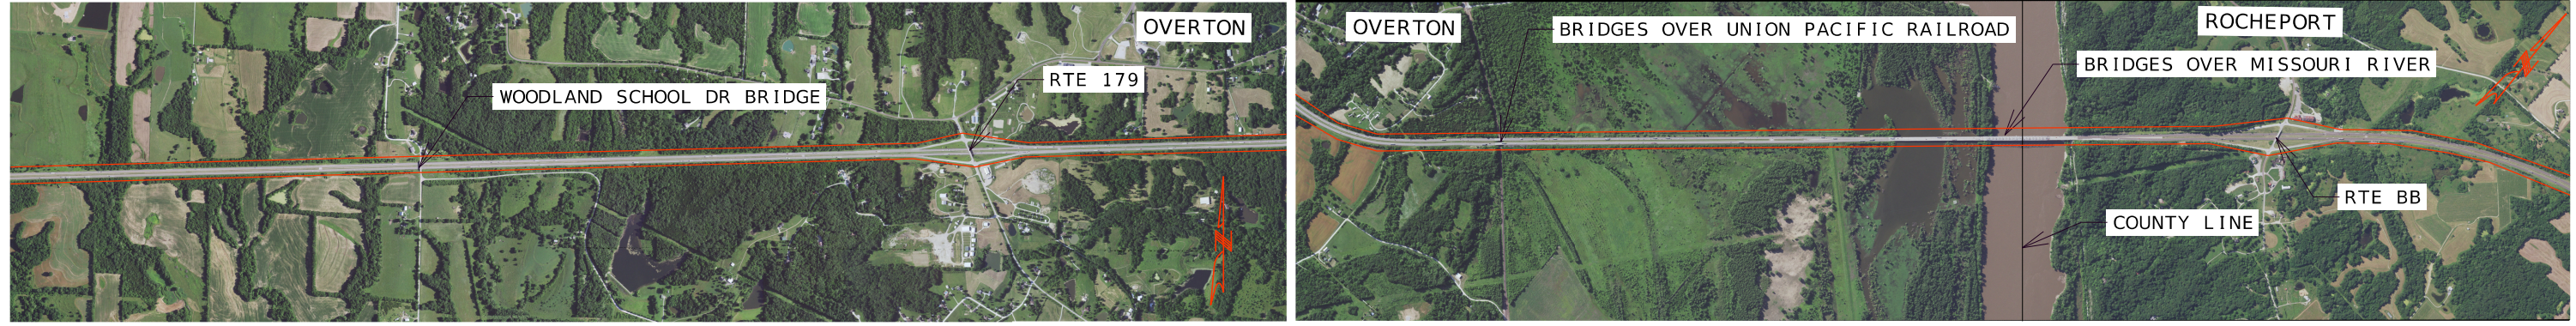 OVERTON
RTE 179
WOODLAND SCHOOL DR BRIDGE
OVERTON
BRIDGES OVER UNION PACIFIC RAILROAD
ROCHEPORT
BRIDGES OVER MISSOURI RIVER
RTE BB
COUNTY LINE